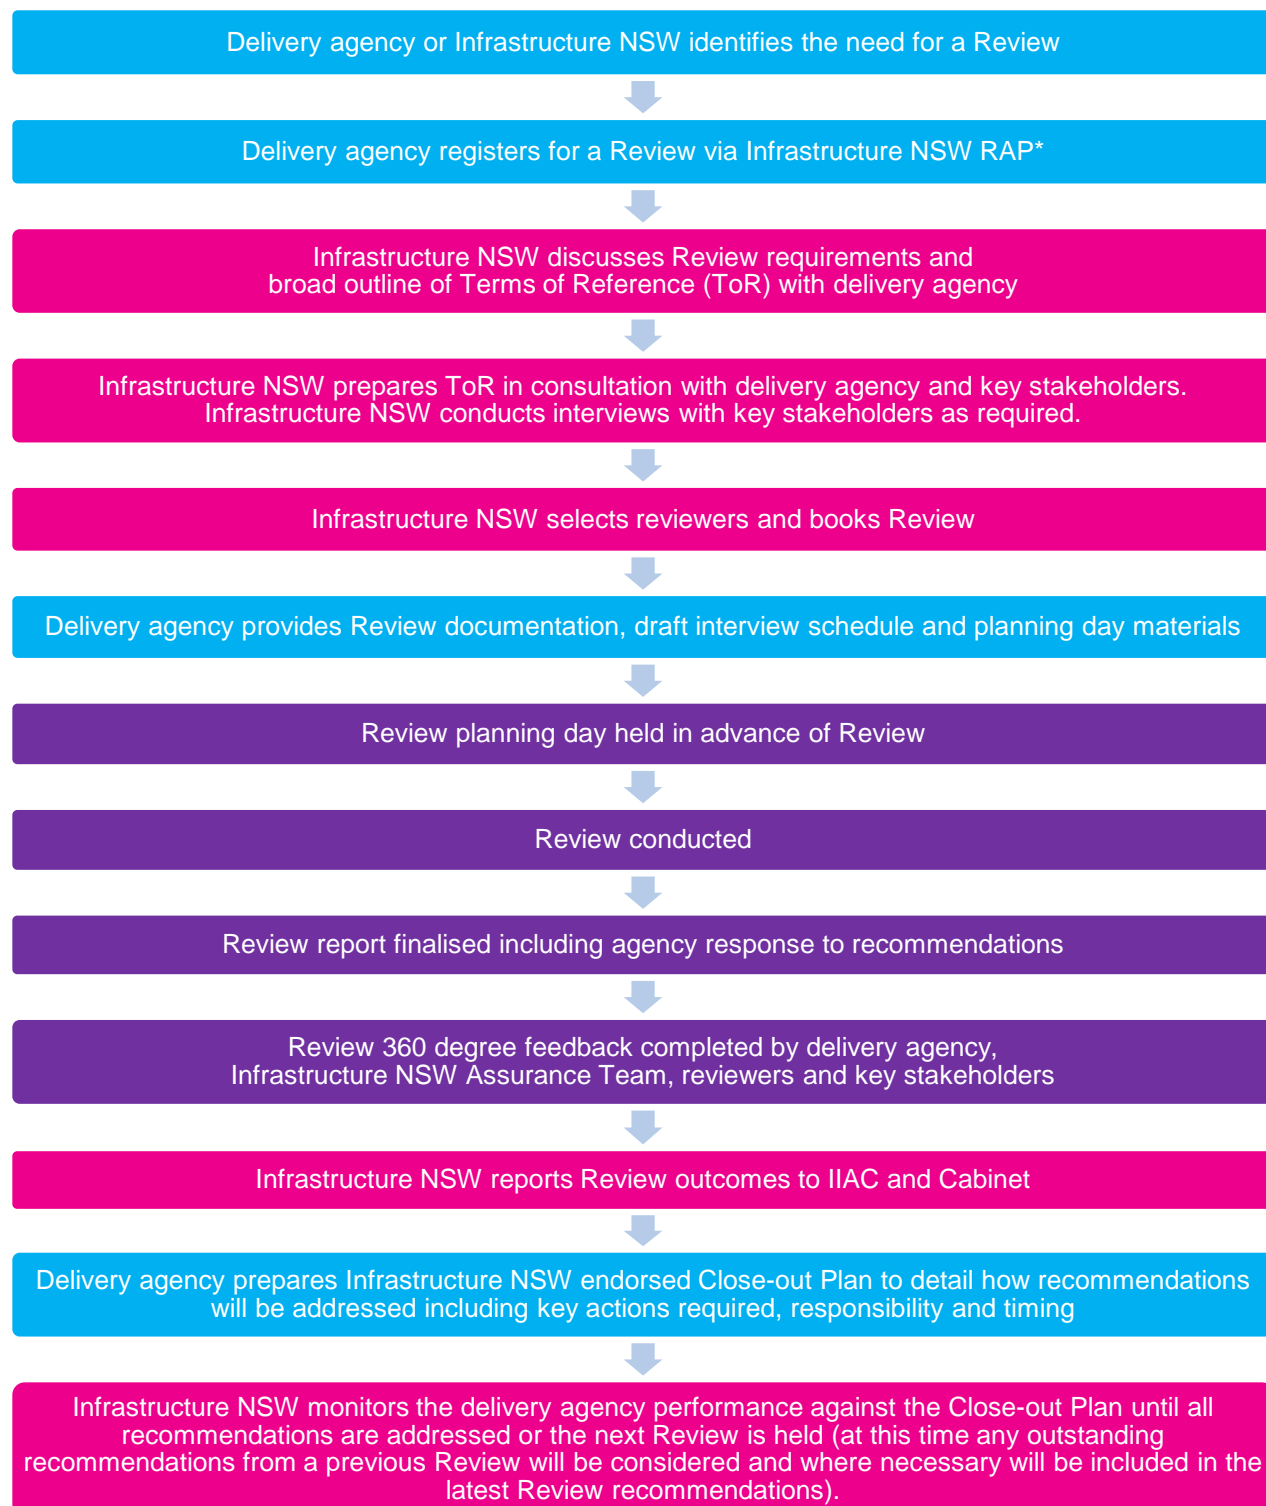 Delivery agency or Infrastructure NSW identifies the need for a Review
Delivery agency registers for a Review via Infrastructure NSW RAP*
Infrastructure NSW discusses Review requirements and
broad outline of Terms of Reference (ToR) with delivery agency
Infrastructure NSW prepares ToR in consultation with delivery agency and key stakeholders.
Infrastructure NSW conducts interviews with key stakeholders as required.
Infrastructure NSW selects reviewers and books Review
Delivery agency provides Review documentation, draft interview schedule and planning day materials
Review planning day held in advance of Review
Review conducted
Review report finalised including agency response to recommendations
Review 360 degree feedback completed by delivery agency,
Infrastructure NSW Assurance Team, reviewers and key stakeholders
Infrastructure NSW reports Review outcomes to IIAC and Cabinet
Delivery agency prepares Infrastructure NSW endorsed Close-out Plan to detail how recommendations
will be addressed including key actions required, responsibility and timing
Infrastructure NSW monitors the delivery agency performance against the Close-out Plan until all
recommendations are addressed or the next Review is held (at this time any outstanding
recommendations from a previous Review will be considered and where necessary will be included in the
latest Review recommendations).